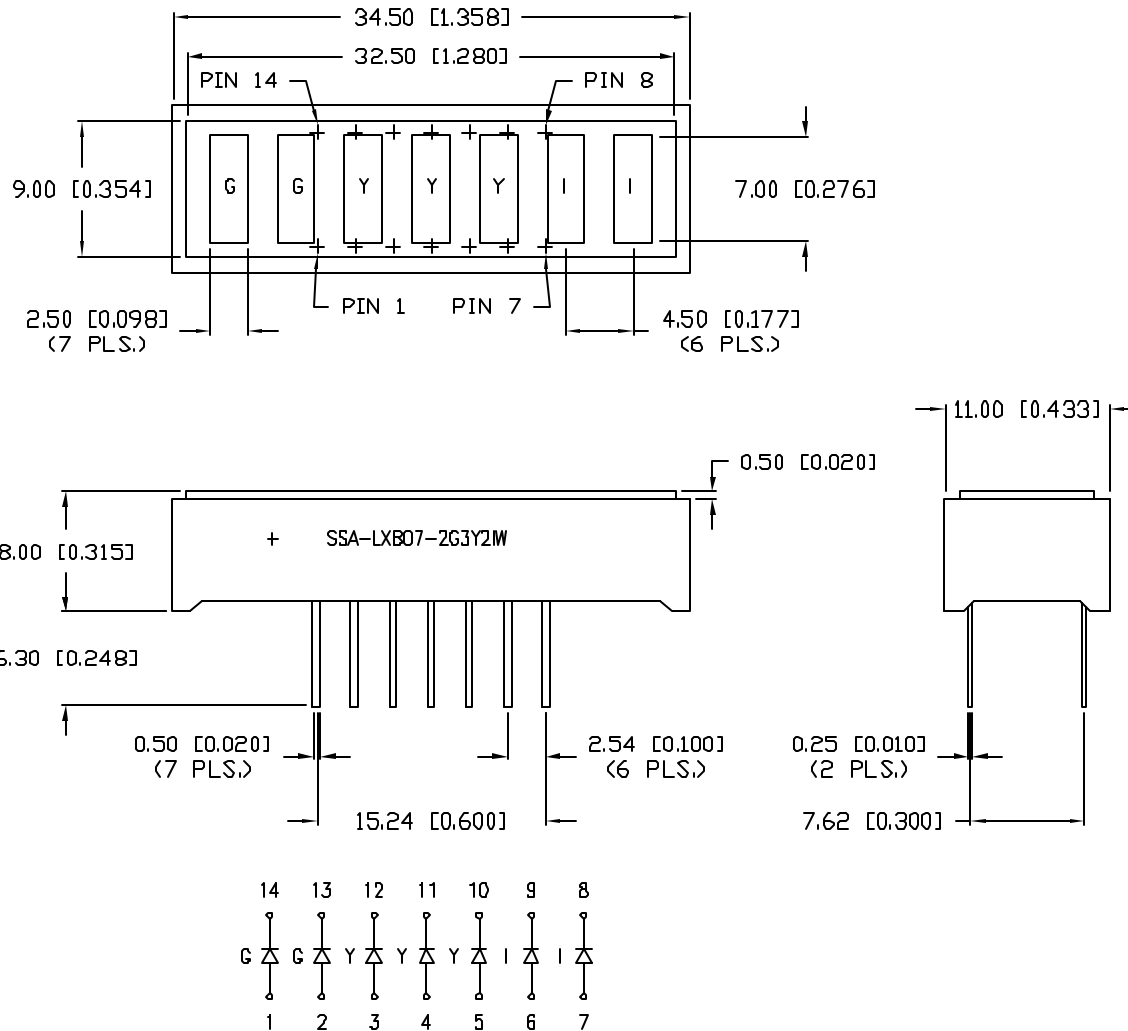 34.50 [1.358]
32.50 [1.280]
PIN 14
PIN 8
9.00 [0.354]
G G Y Y Y I I
7.00 [0.276]
PIN 1
PIN 7
2.50 [0.098]
(7 PLS.)
4.50 [0.177]
(6 PLS.)
11.00 [0.433]
0.50 [0.020]
+ SSA-LXB07-2G3Y2IW
8.00 [0.315]
6.30 [0.248]
0.50 [0.020]
(7 PLS.)
2.54 [0.100]
(6 PLS.)
0.25 [0.010]
(2 PLS.)
15.24 [0.600]
7.62 [0.300]
14 13 12 11 10 9 8
G G Y Y Y I I
1 2 3 4 5 6 7